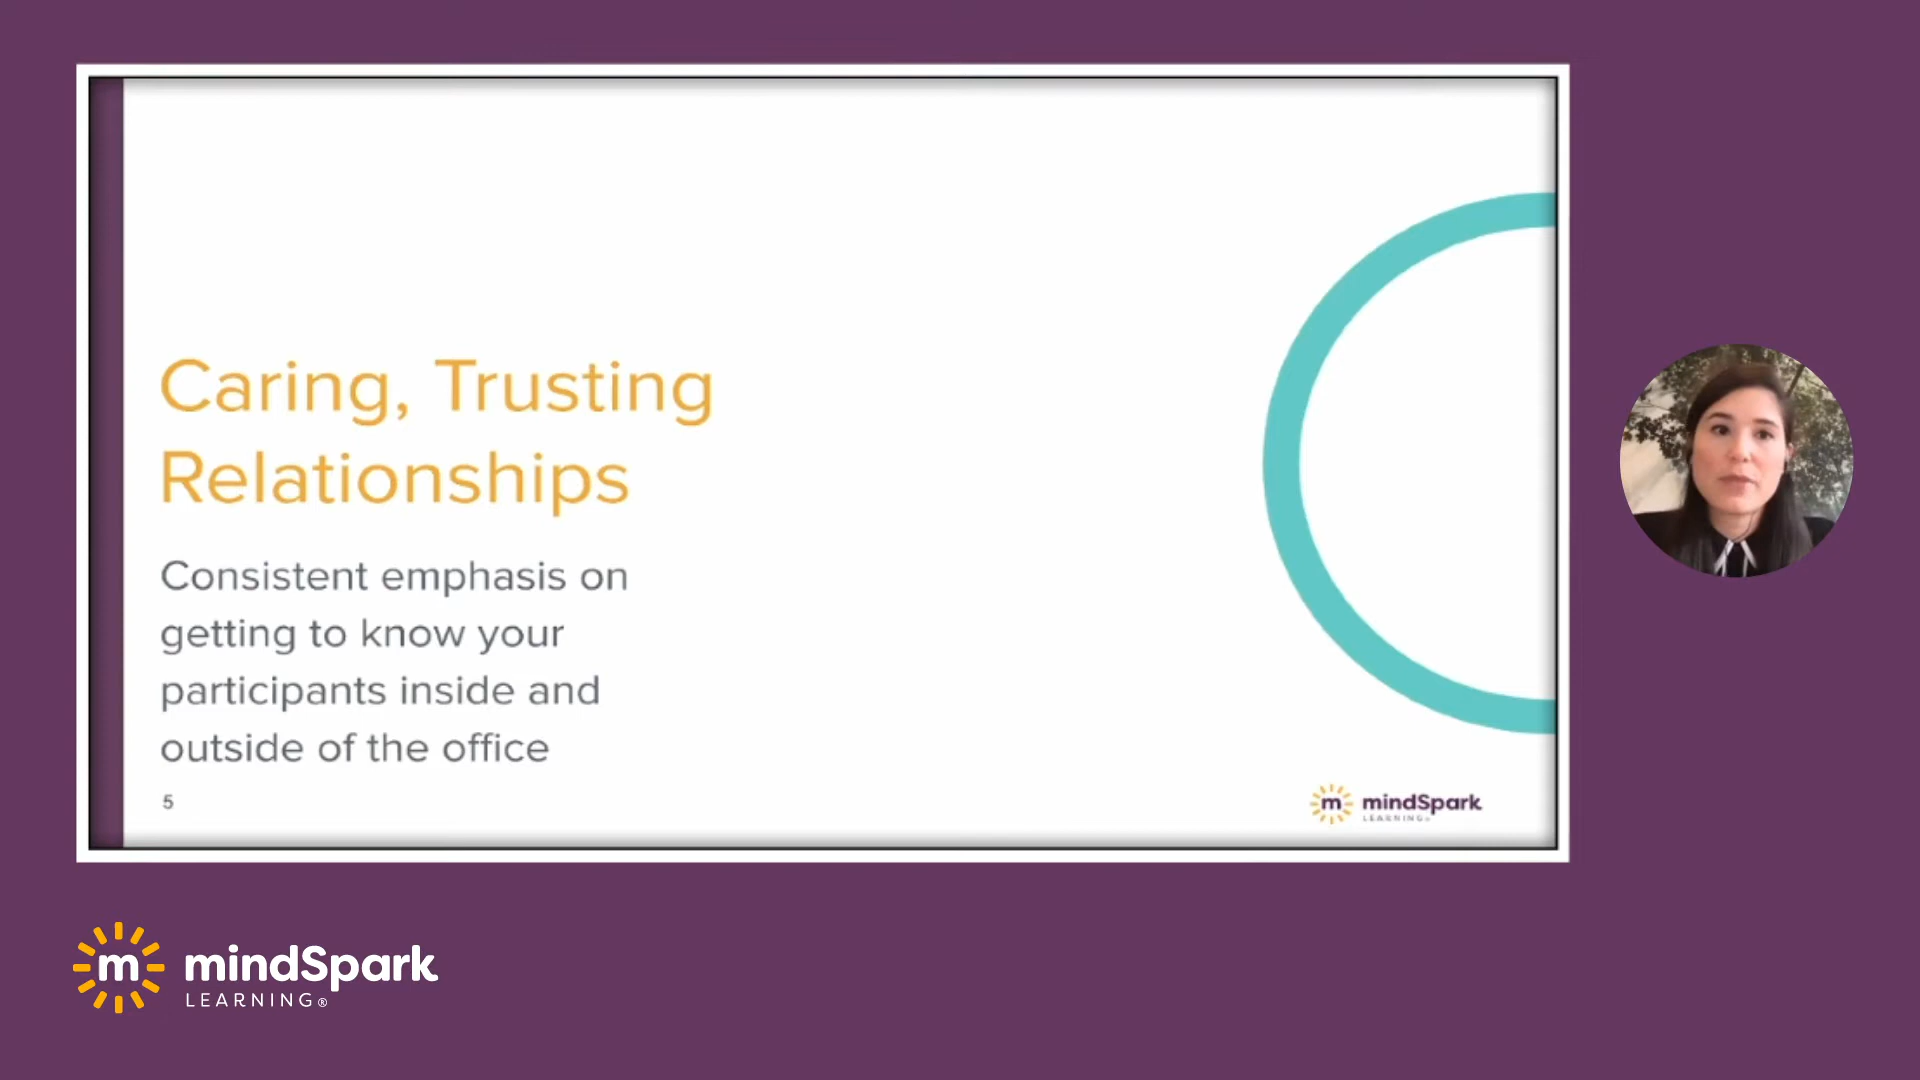 Caring, Trusting
Relationships
Consistent emphasis on
getting to know your
participants inside and
outside of the office
5
m mindSpark
LEARNING®
m mindSpark
LEARNING®